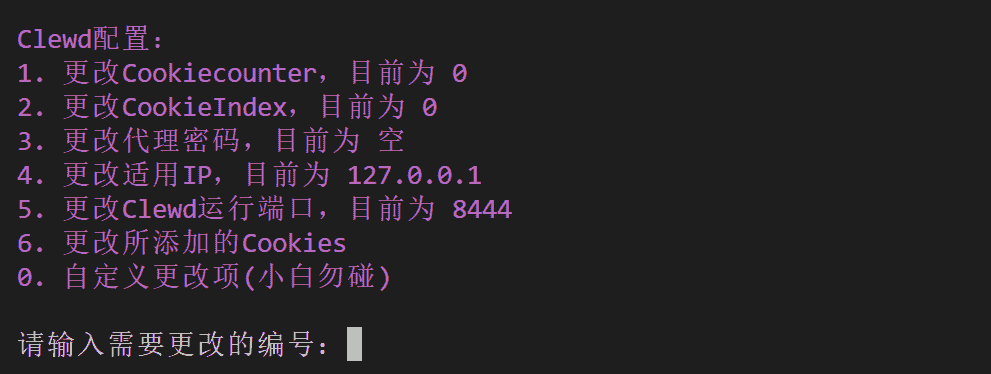 Clewd配置：
1. 更改Cookiecounter，目前为 0
2. 更改CookieIndex，目前为 0
3. 更改代理密码，目前为 空
4. 更改适用IP，目前为 127.0.0.1
5. 更改Clewd运行端口，目前为 8444
6. 更改所添加的Cookies
0. 自定义更改项(小白勿碰)
请输入需要更改的编号：